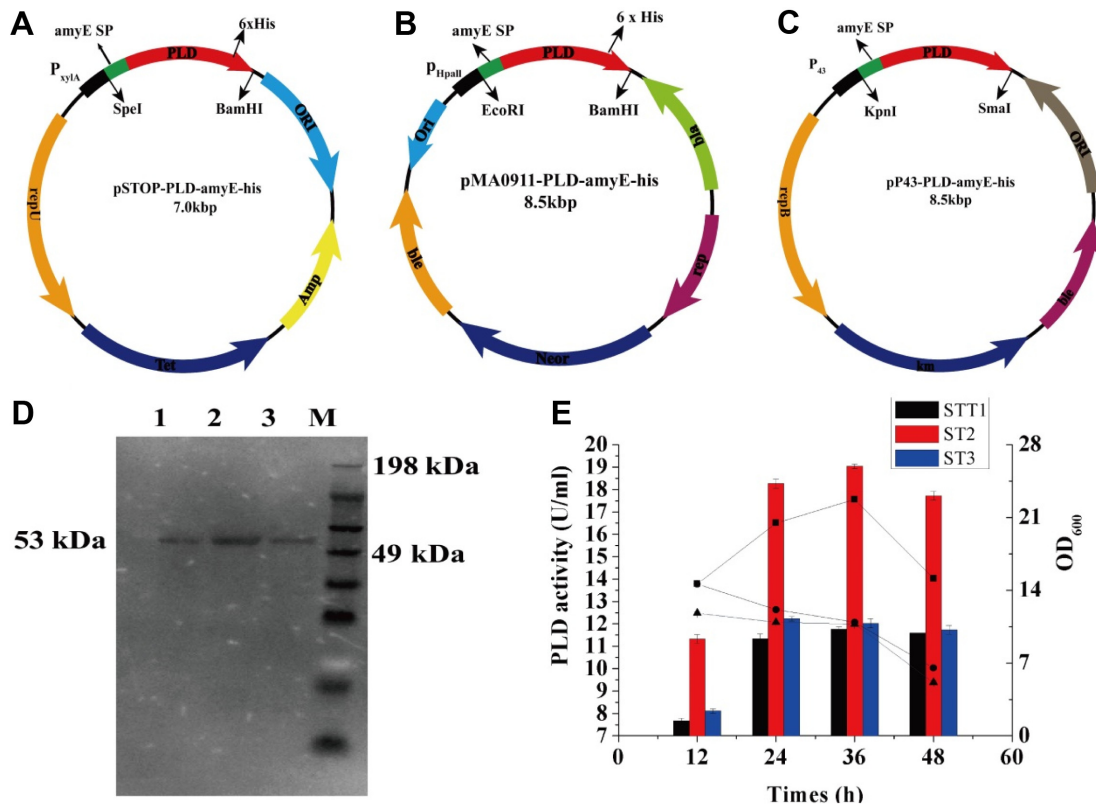 A
amyE SP
6xHis
PLD
P xylA
SpeI
BamHI
ORI
repU
pSTOP-PLD-amyE-his
7.0kbp
Amp
Tet
B
6 x His
amyE SP
PLD
pHpaII
EcoRI
BamHI
Ori
bla
pMA0911-PLD-amyE-his
8.5kbp
ble
rep
Neor
C
amyE SP
PLD
P43
KpnI
SmaI
ORI
pP43-PLD-amyE-his
8.5kbp
repB
ble
km
D
1 2 3 M
198 kDa
53 kDa
49 kDa
E
STT1
ST2
ST3
PLD activity (U/ml)
20
19
18
17
16
15
14
13
12
11
10
9
8
7
28
21
14
7
0
OD600
0 12 24 36 48 60
Times (h)